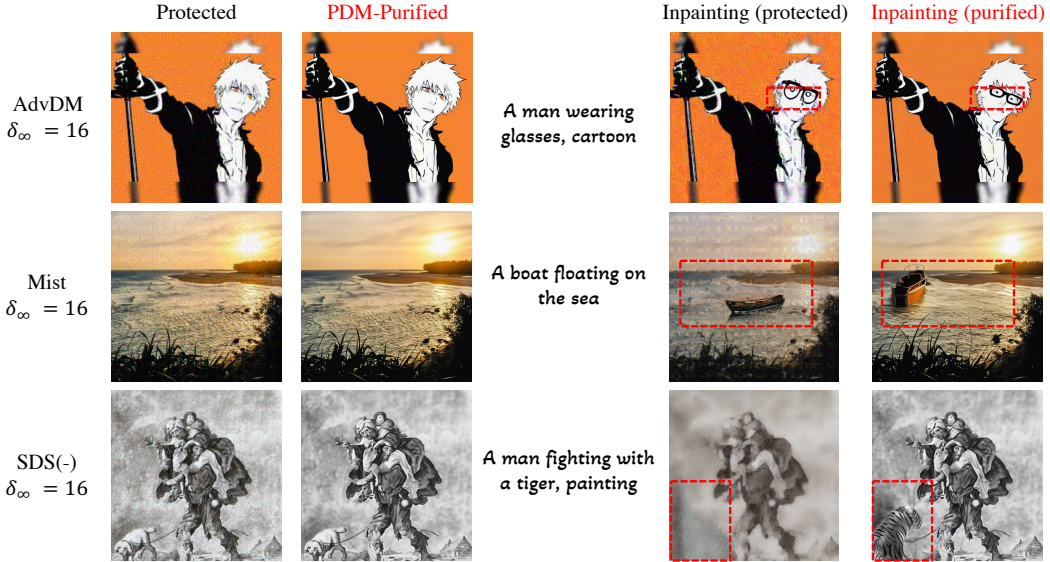 Protected
PDM-Purified
Inpainting (protected)
Inpainting (purified)
AdvDM
δ∞ = 16
A man wearing
glasses, cartoon
Mist
δ∞ = 16
A boat floating on
the sea
SDS(-)
δ∞ = 16
A man fighting with
a tiger, painting